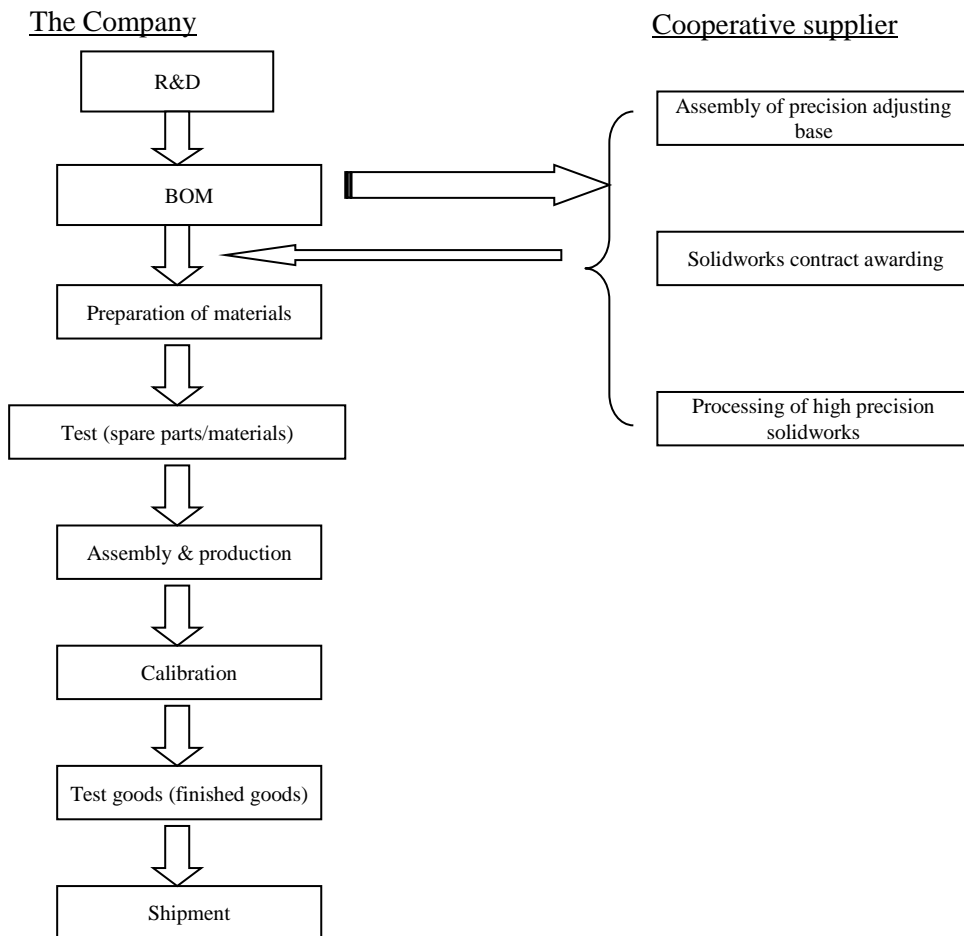 The Company
Cooperative supplier
R&D
Assembly of precision adjusting
base
BOM
Solidworks contract awarding
Preparation of materials
Processing of high precision
solidworks
Test (spare parts/materials)
Assembly & production
Calibration
Test goods (finished goods)
Shipment